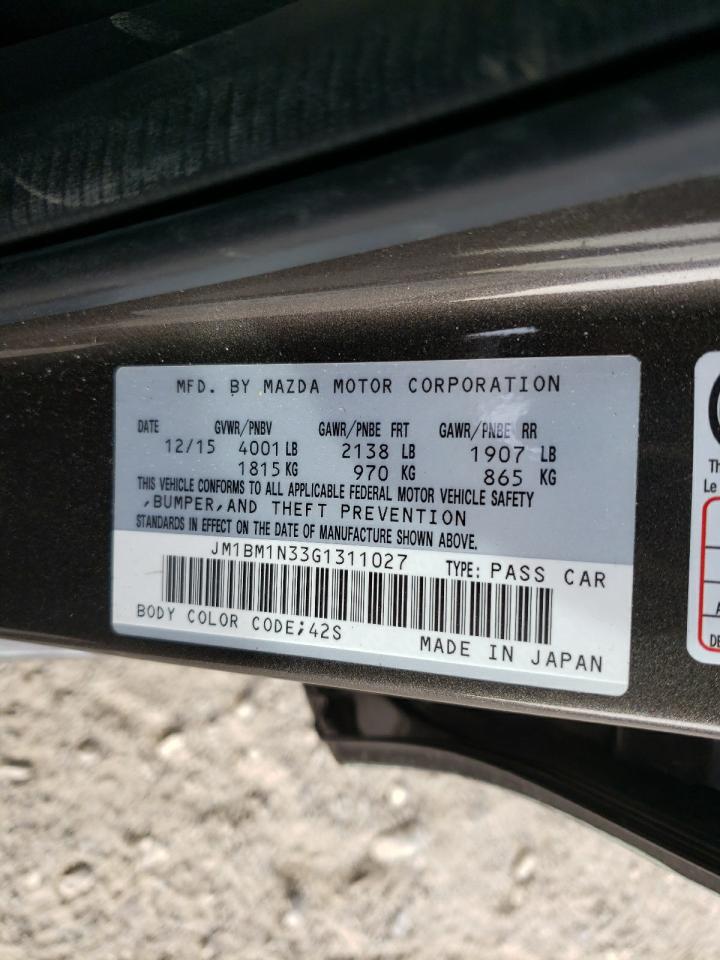 MFD. BY MAZDA MOTOR CORPORATION
DATE GVWR/PNBV GAWR/PNBE FRT GAWR/PNBE RR
12/15 4001 LB 2138 LB 1907 LB
1815 KG 970 KG 865 KG
THIS VEHICLE CONFORMS TO ALL APPLICABLE FEDERAL MOTOR VEHICLE SAFETY
,BUMPER,AND THEFT PREVENTION
STANDARDS IN EFFECT ON THE DATE OF MANUFACTURE SHOWN ABOVE.
JM1BM1N33G1311027 TYPE: PASS CAR
BODY COLOR CODE;42S
MADE IN JAPAN
Th
Le
A
DE